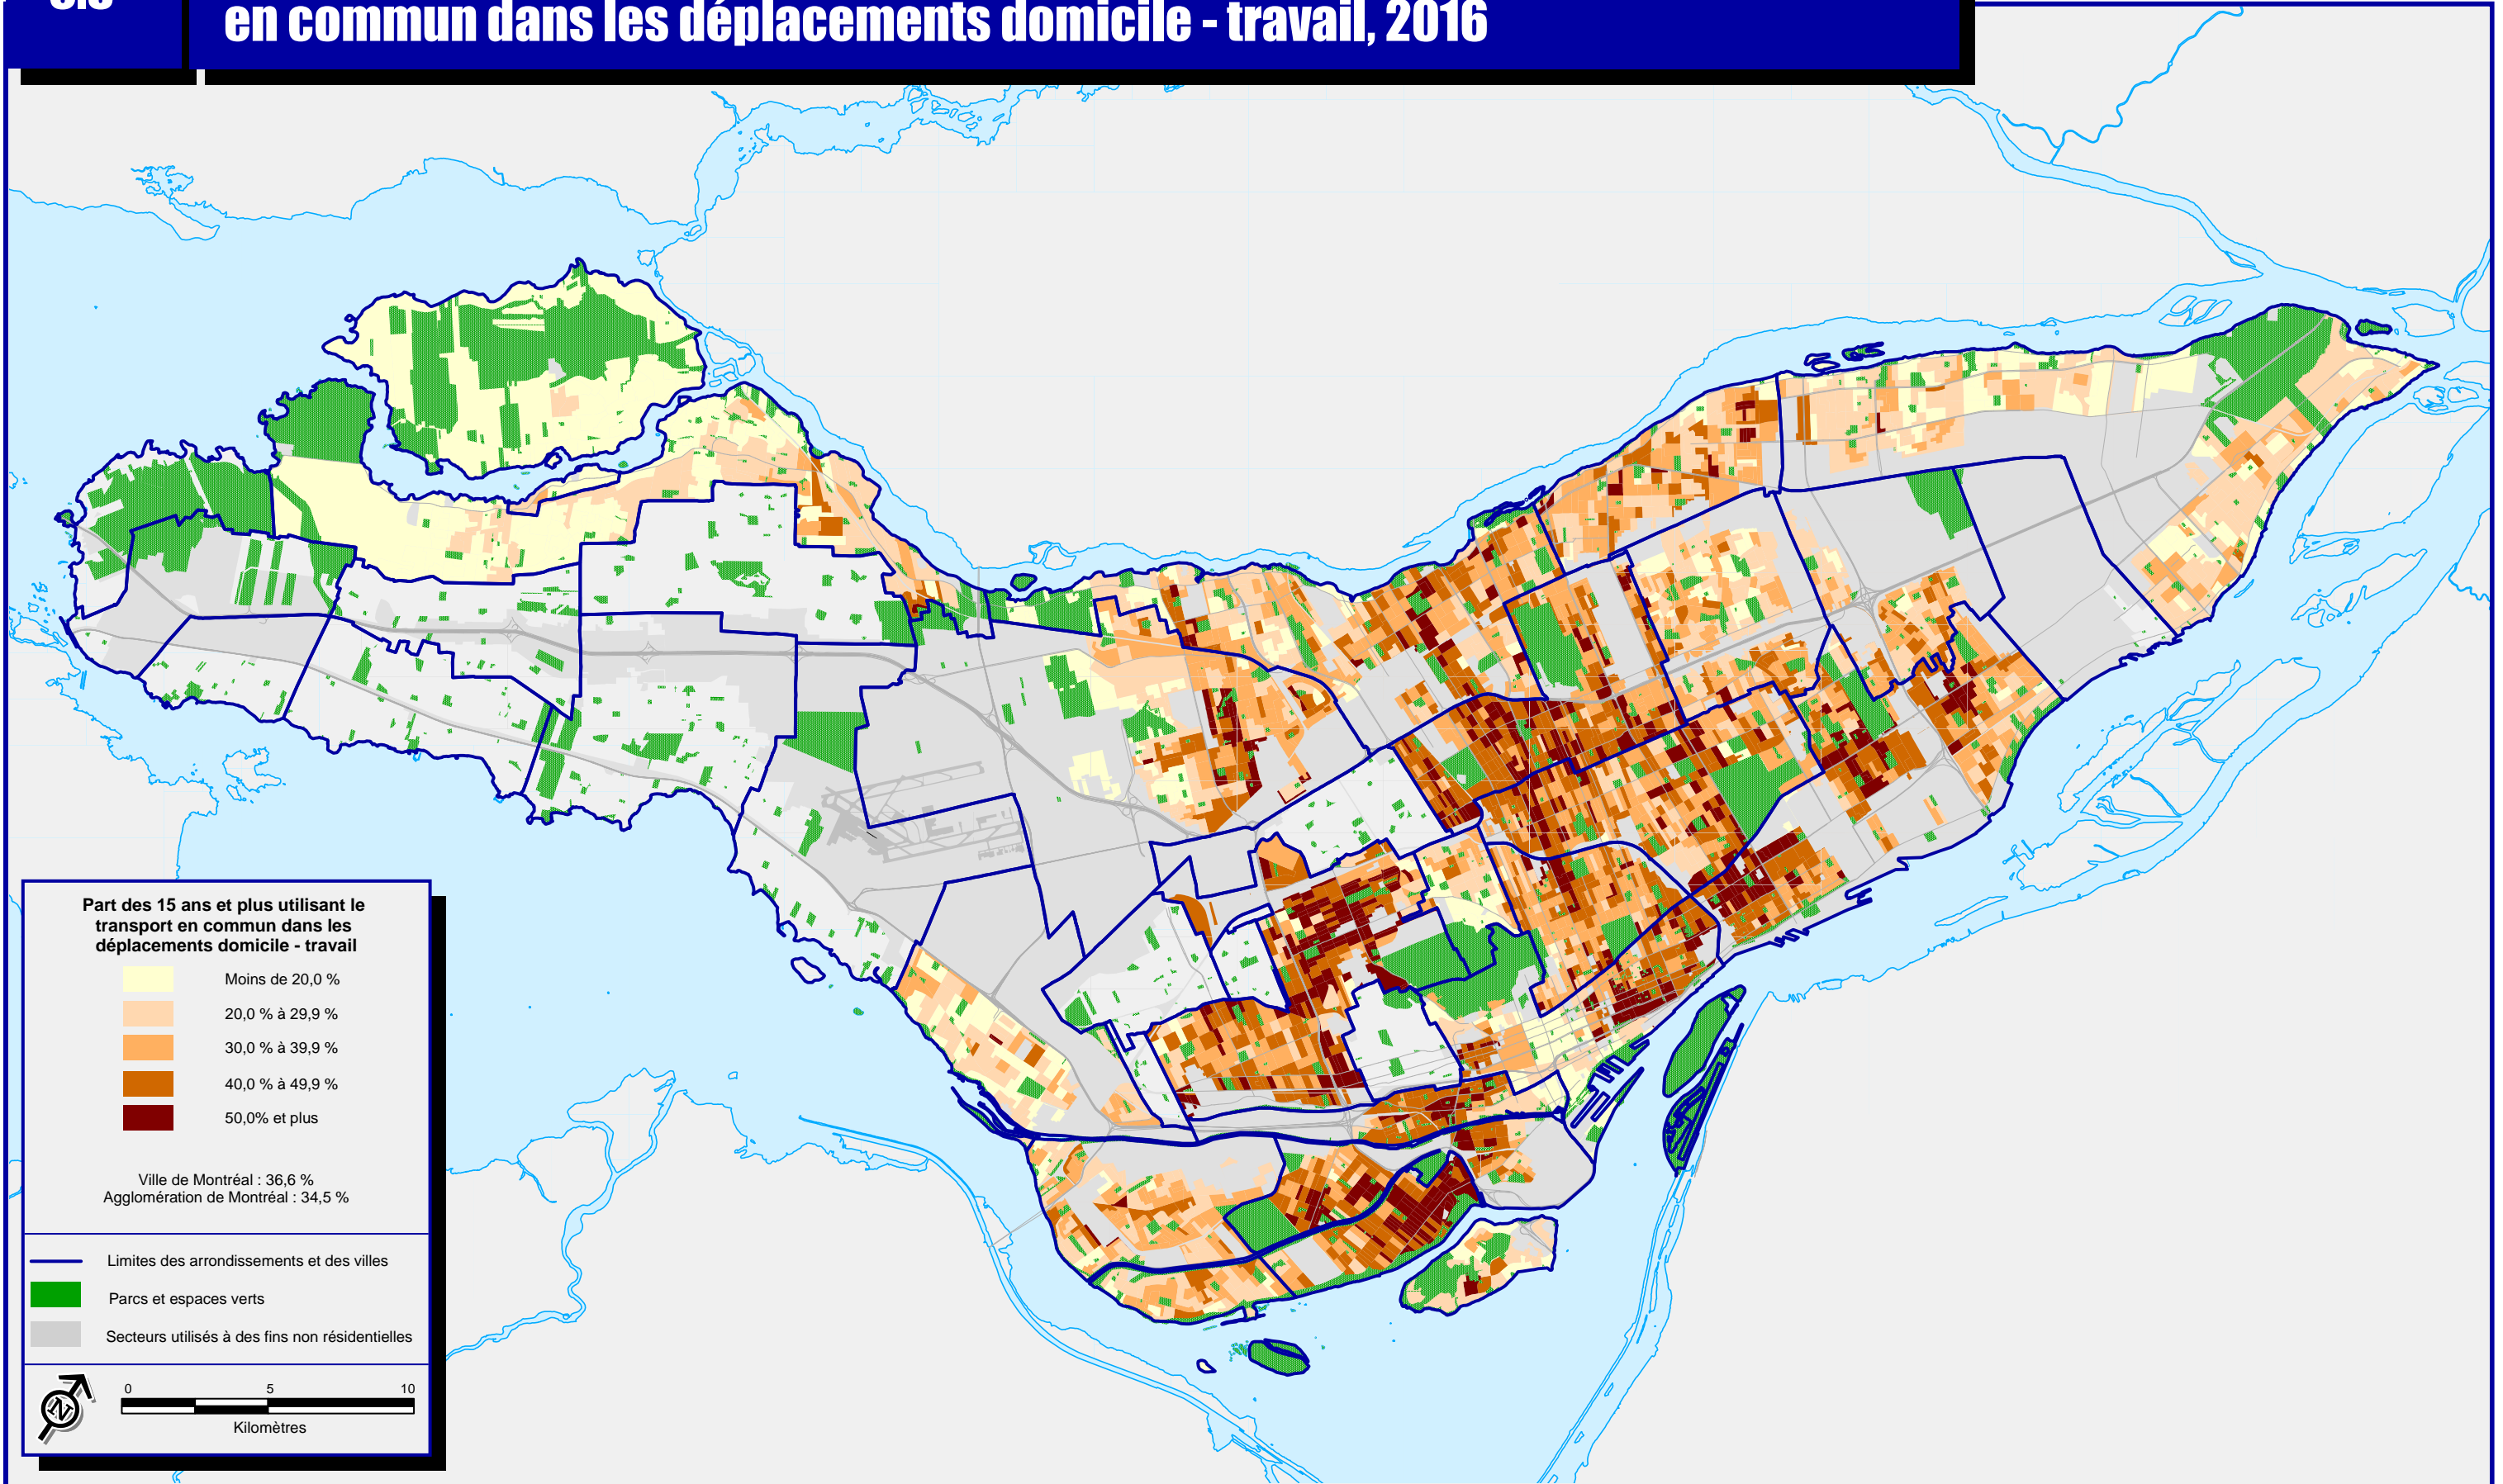 en commun dans les déplacements domicile - travail, 2016
Part des 15 ans et plus utilisant le
transport en commun dans les
déplacements domicile - travail
Moins de 20,0 %
20,0 % à 29,9 %
30,0 % à 39,9 %
40,0 % à 49,9 %
50,0% et plus
Ville de Montréal : 36,6 %
Agglomération de Montréal : 34,5 %
Limites des arrondissements et des villes
Parcs et espaces verts
Secteurs utilisés à des fins non résidentielles
N
0 5 10
Kilomètres